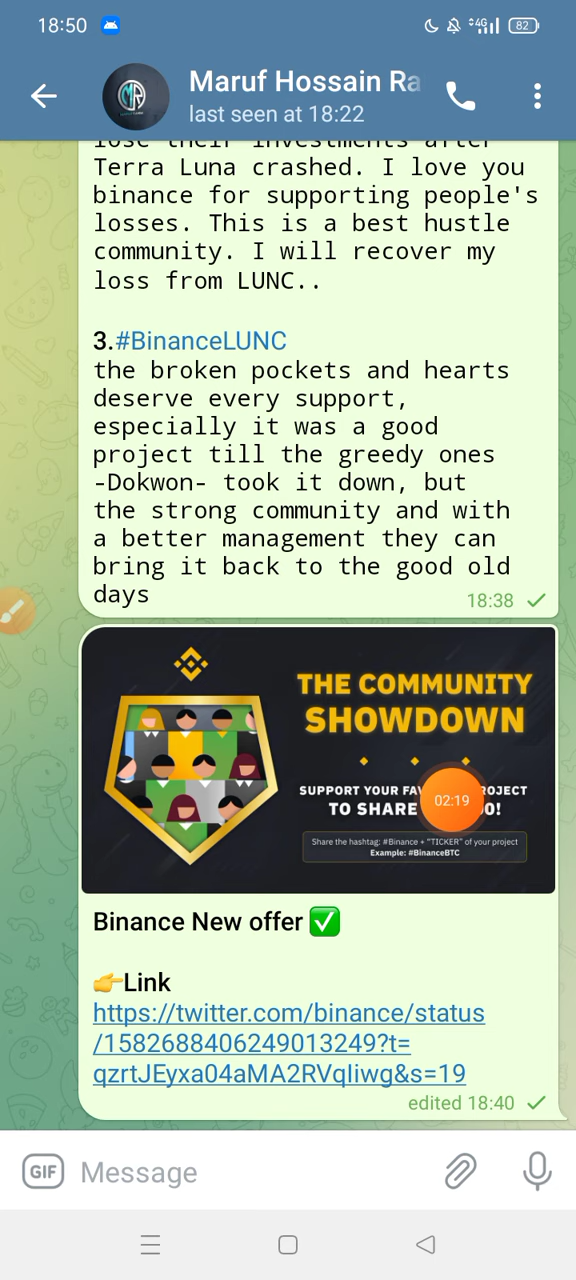 18:50
4G
82
Maruf Hossain Ra
last seen at 18:22
lose their investments after
Terra Luna crashed. I love you
binance for supporting people's
losses. This is a best hustle
community. I will recover my
loss from LUNC..
3.#BinanceLUNC
the broken pockets and hearts
deserve every support,
especially it was a good
project till the greedy ones
-Dokwon- took it down, but
the strong community and with
a better management they can
bring it back to the good old
days
18:38
THE COMMUNITY
SHOWDOWN
SUPPORT YOUR
TO SHARE
02:19
Share the hashtag: #Binance + "TICKER" of your project
Example: #BinanceBTC
Binance New offer ✅
👉Link
https://twitter.com/binance/status
/1582688406249013249?t=
qzrtJEyxa04aMA2RVqIiwg&s=19
edited 18:40
GIF
Message